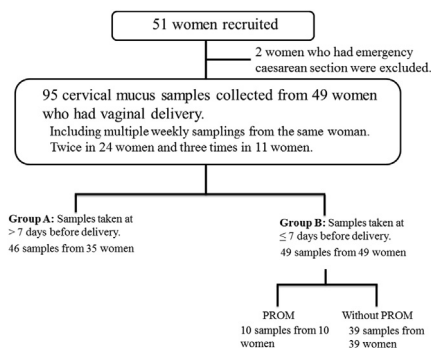 51 women recruited
2 women who had emergency
caesarean section were excluded.
95 cervical mucus samples collected from 49 women
who had vaginal delivery.
Including multiple weekly samplings from the same woman.
Twice in 24 women and three times in 11 women.
Group A: Samples taken at
> 7 days before delivery.
46 samples from 35 women
Group B: Samples taken at
≤ 7 days before delivery.
49 samples from 49 women
PROM
10 samples from 10
women
Without PROM
39 samples from
39 women